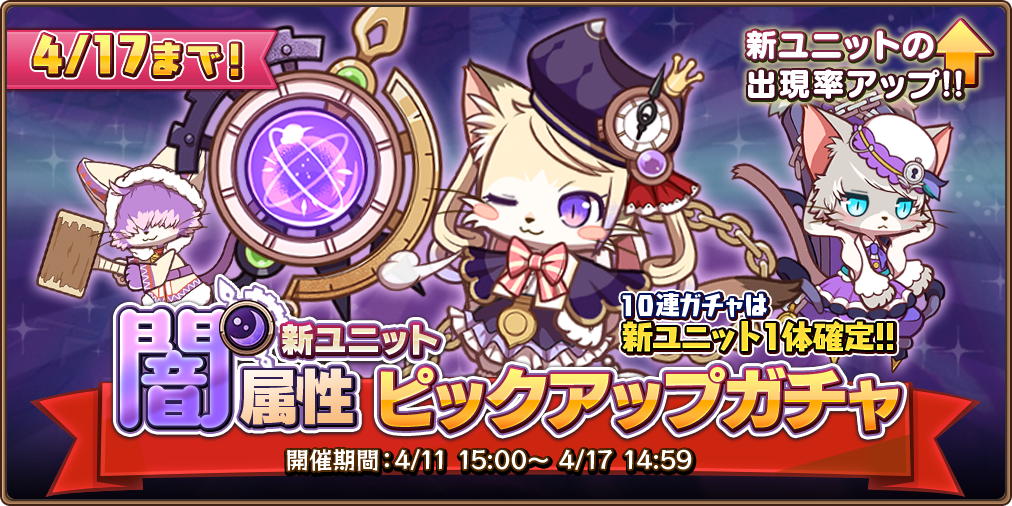 4/17まで!
新ユニットの
出現率アップ!!
10連ガチャは
新ユニット1体確定!!
新ユニット
闇属性 ピックアップガチャ
開催期間:4/11 15:00〜 4/17 14:59